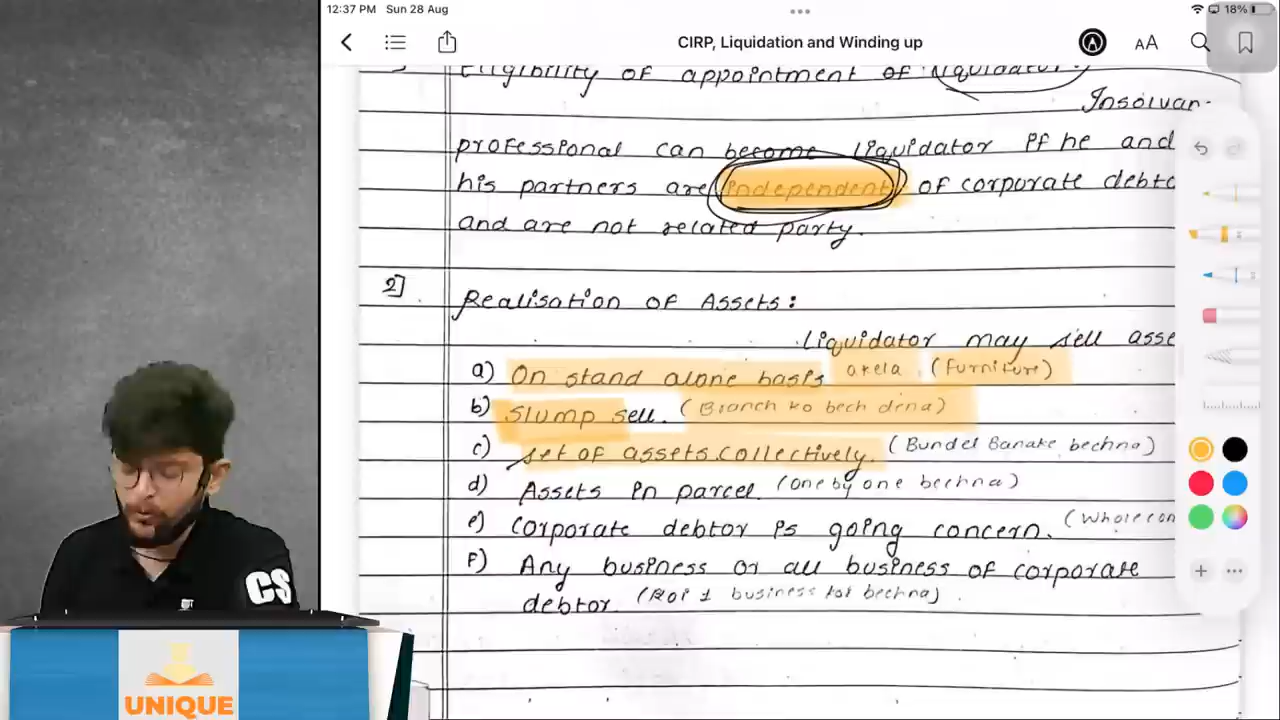 12:37 PM Sun 28 Aug
18%
CIRP, Liquidation and Winding up
AA
Eligibility of appointment of liquidator.
Insolvan-
professional can become liquidator if he and
his partners are independent of corporate debto
and are not related party.
2] Realisation of Assets:
liquidator may sell asse
a) On stand alone basis akela (furniture)
b) Slump sell. (Branch ko bech dena)
c) set of assets collectively. (Bundel Banake bechna)
d) Assets in parcel. (one by one bechna)
e) Corporate debtor is going concern. (Whole con
F) Any business or all business of corporate
debtor. (Koi 1 business koi bechna)
CS
UNIQUE